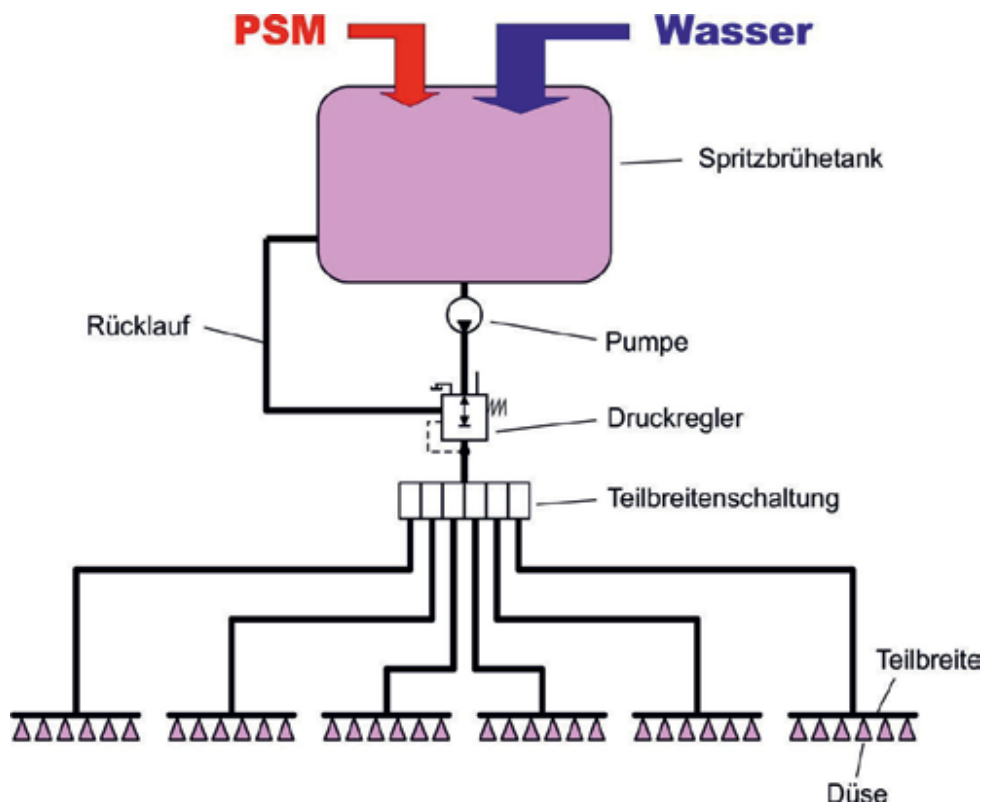 PSM
Wasser
Spritzbrühetank
Rücklauf
Pumpe
Druckregler
Teilbreitenschaltung
Teilbreite
Düse